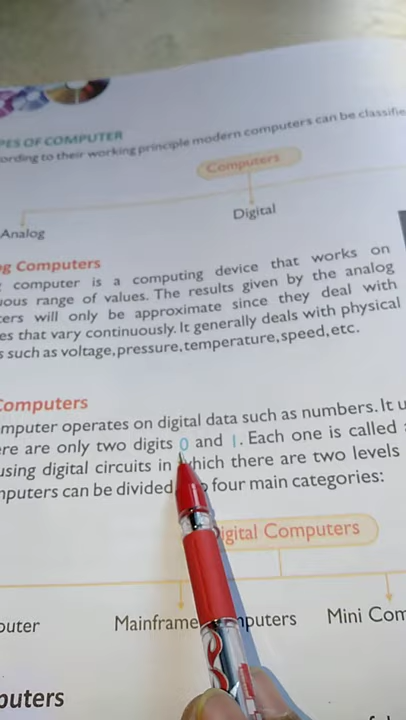 PES OF COMPUTER
ording to their working principle modern computers can be classifie
Computers
Analog
Digital
og Computers
computer is a computing device that works on
uous range of values. The results given by the analog
ters will only be approximate since they deal with
es that vary continuously. It generally deals with physical
s such as voltage, pressure, temperature, speed, etc.
Computers
mputer operates on digital data such as numbers. It u
ere are only two digits 0 and 1. Each one is called
using digital circuits in which there are two levels
mputers can be divided four main categories:
igital Computers
puter
Mainframe mputers
Mini Com
puters